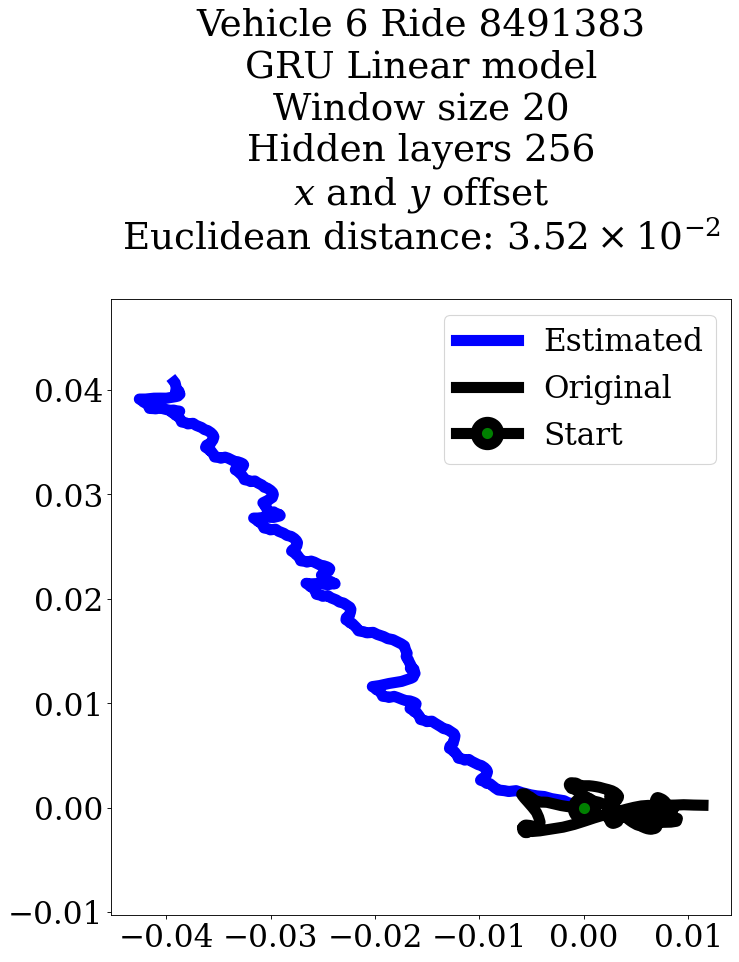 Vehicle 6 Ride 8491383
GRU Linear model
Window size 20
Hidden layers 256
x and y offset
Euclidean distance: 3.52 × 10⁻²
Estimated
Original
Start
0.04
0.03
0.02
0.01
0.00
−0.01
−0.04 −0.03 −0.02 −0.01 0.00 0.01